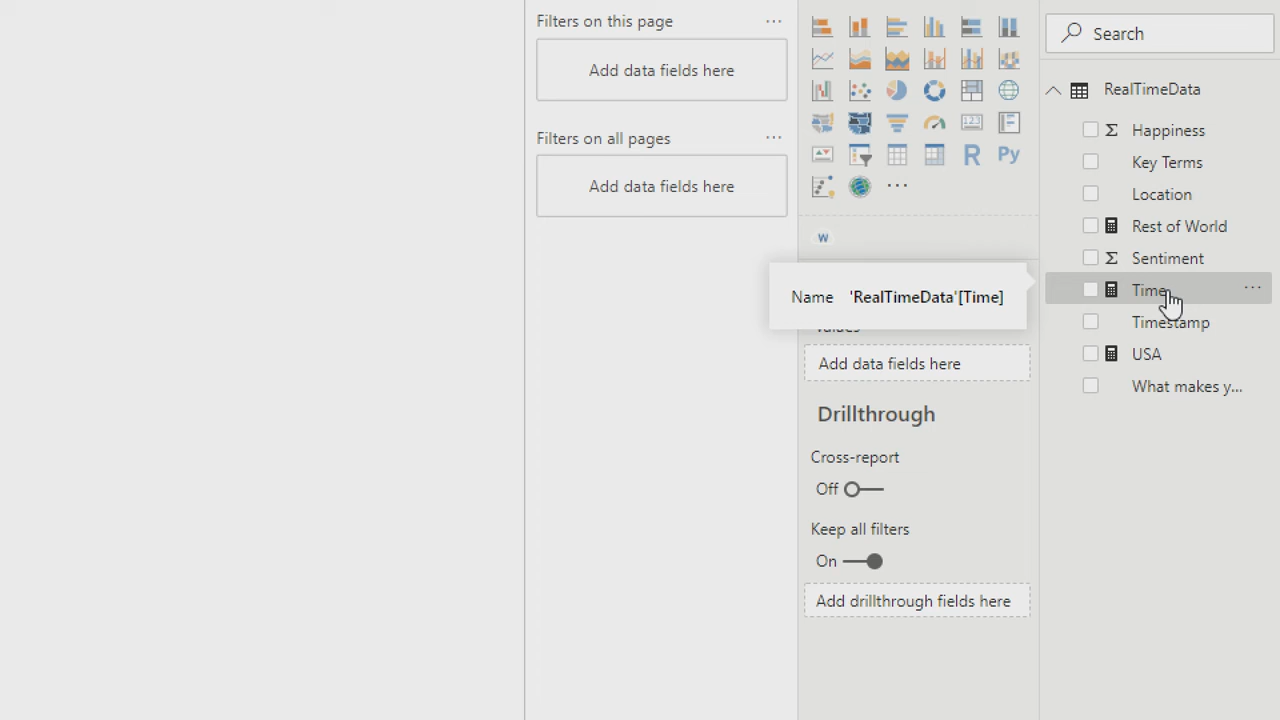 Filters on this page
...
Add data fields here
Filters on all pages
...
Add data fields here
123
R
Py
...
W
Name 'RealTimeData'[Time]
Values
Add data fields here
Drillthrough
Cross-report
Off
Keep all filters
On
Add drillthrough fields here
Search
RealTimeData
Σ Happiness
Key Terms
Location
Rest of World
Σ Sentiment
Time ...
Timestamp
USA
What makes y...